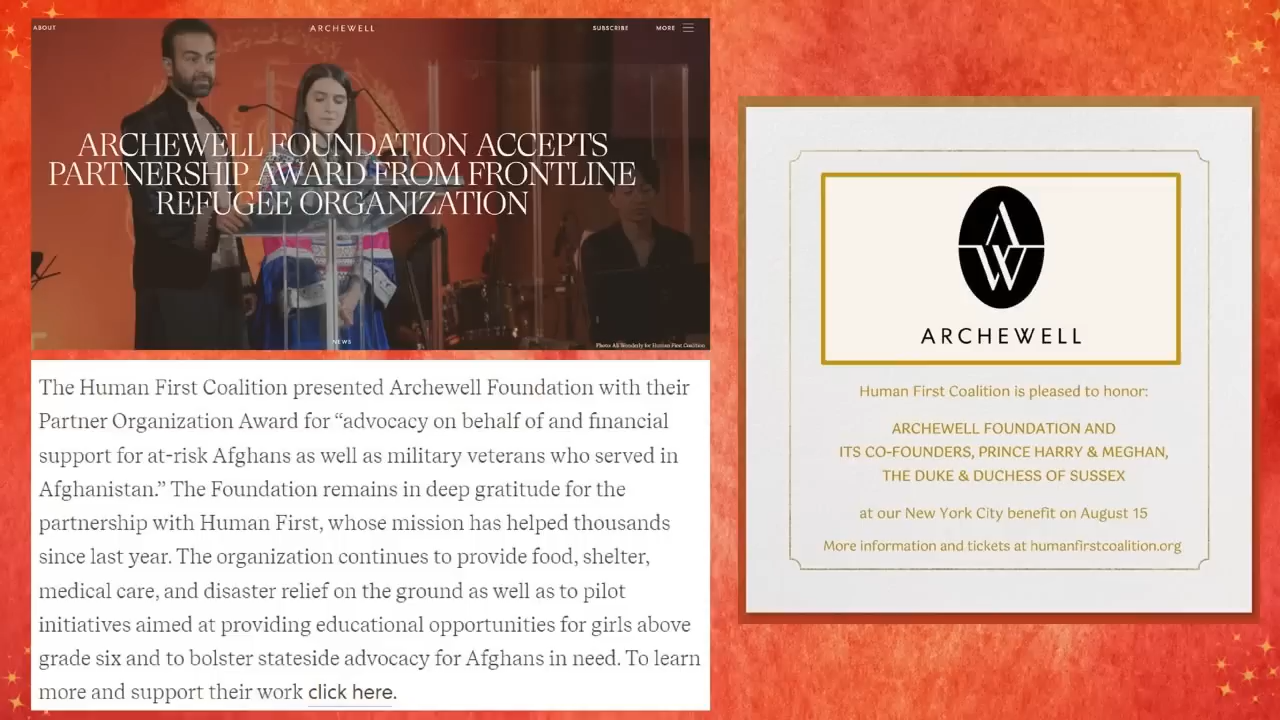 ABOUT
ARCHEWELL
SUBSCRIBE
MORE
ARCHEWELL FOUNDATION ACCEPTS
PARTNERSHIP AWARD FROM FRONTLINE
REFUGEE ORGANIZATION
NEWS
Photo Ali Wonderly for Human First Coalition
The Human First Coalition presented Archewell Foundation with their
Partner Organization Award for “advocacy on behalf of and financial
support for at-risk Afghans as well as military veterans who served in
Afghanistan.” The Foundation remains in deep gratitude for the
partnership with Human First, whose mission has helped thousands
since last year. The organization continues to provide food, shelter,
medical care, and disaster relief on the ground as well as to pilot
initiatives aimed at providing educational opportunities for girls above
grade six and to bolster stateside advocacy for Afghans in need. To learn
more and support their work click here.
AW
ARCHEWELL
Human First Coalition is pleased to honor:
ARCHEWELL FOUNDATION AND
ITS CO-FOUNDERS, PRINCE HARRY & MEGHAN,
THE DUKE & DUCHESS OF SUSSEX
at our New York City benefit on August 15
More information and tickets at humanfirstcoalition.org